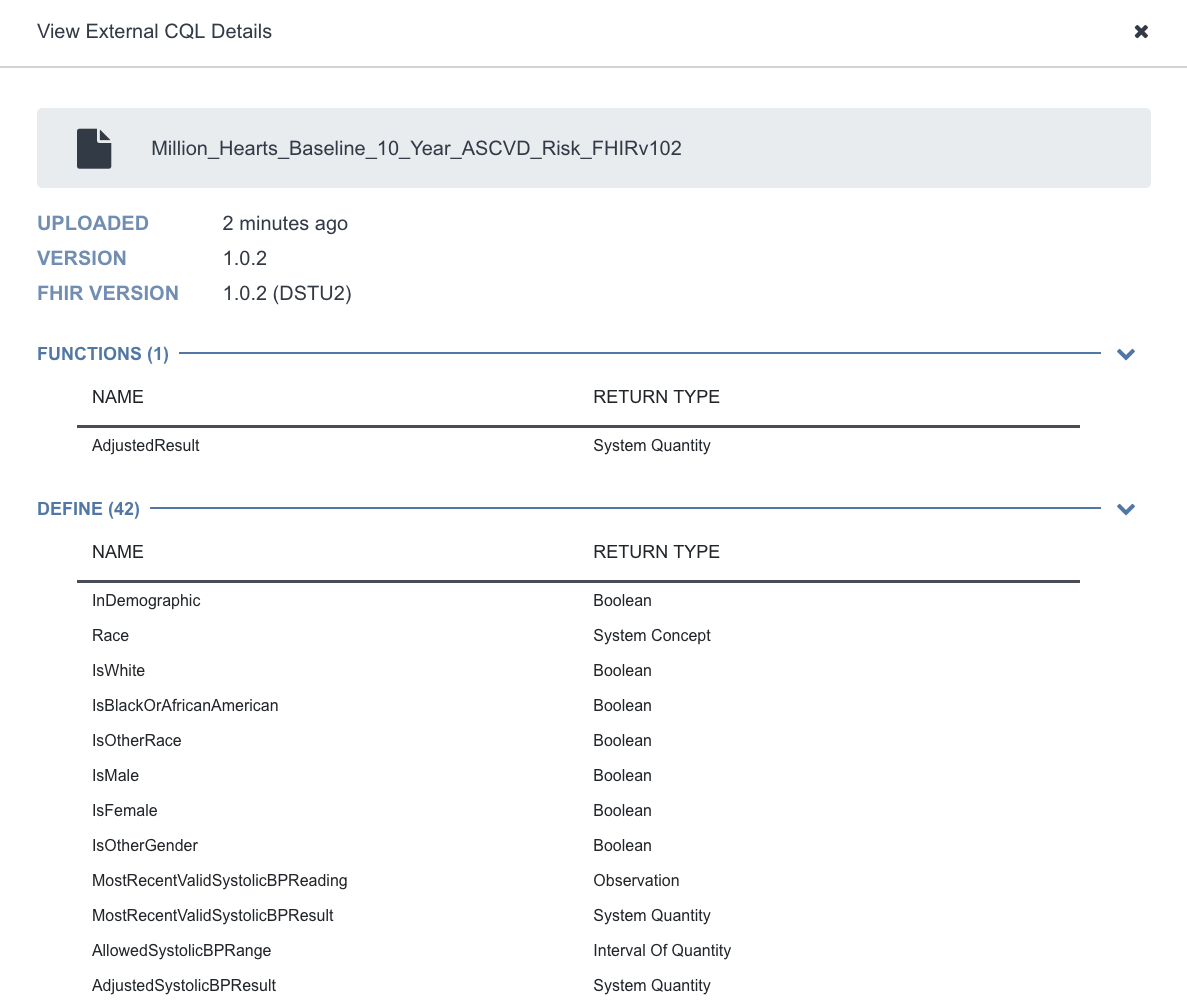 View External CQL Details
Million_Hearts_Baseline_10_Year_ASCVD_Risk_FHIRv102
UPLOADED 2 minutes ago
VERSION 1.0.2
FHIR VERSION 1.0.2 (DSTU2)
FUNCTIONS (1)
NAME RETURN TYPE
AdjustedResult System Quantity
DEFINE (42)
NAME RETURN TYPE
InDemographic Boolean
Race System Concept
IsWhite Boolean
IsBlackOrAfricanAmerican Boolean
IsOtherRace Boolean
IsMale Boolean
IsFemale Boolean
IsOtherGender Boolean
MostRecentValidSystolicBPReading Observation
MostRecentValidSystolicBPResult System Quantity
AllowedSystolicBPRange Interval Of Quantity
AdjustedSystolicBPResult System Quantity